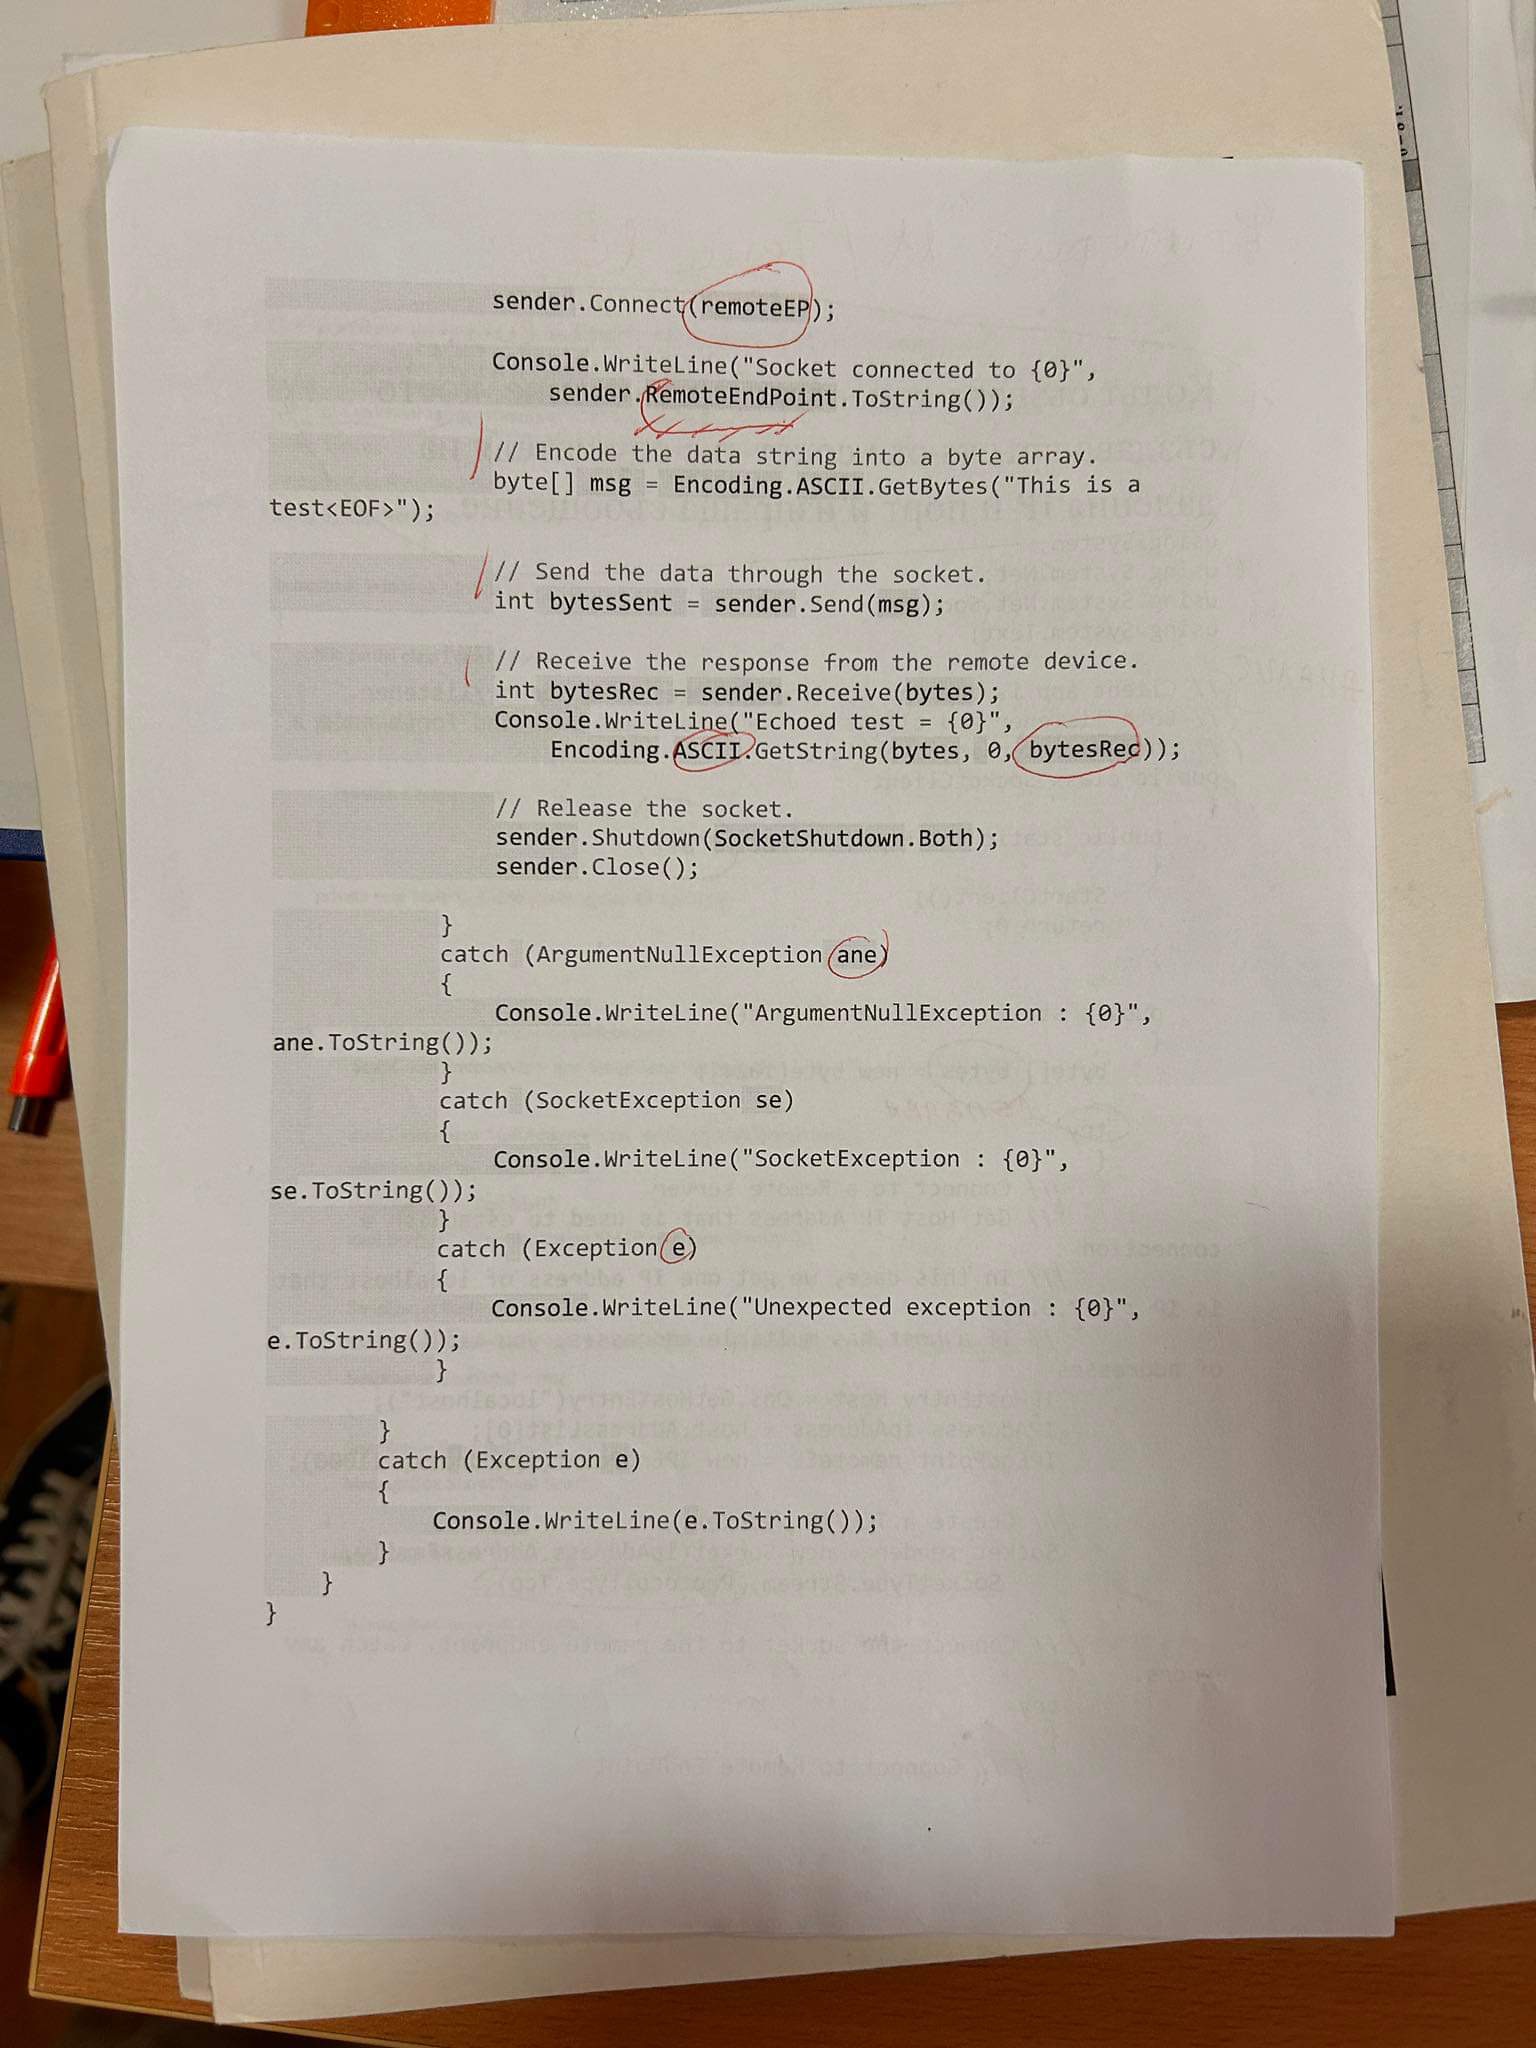 sender.Connect(remoteEP);
Console.WriteLine("Socket connected to {0}",
sender.RemoteEndPoint.ToString());
// Encode the data string into a byte array.
byte[] msg = Encoding.ASCII.GetBytes("This is a
test<EOF>");
// Send the data through the socket.
int bytesSent = sender.Send(msg);
// Receive the response from the remote device.
int bytesRec = sender.Receive(bytes);
Console.WriteLine("Echoed test = {0}",
Encoding.ASCII.GetString(bytes, 0, bytesRec));
// Release the socket.
sender.Shutdown(SocketShutdown.Both);
sender.Close();
}
catch (ArgumentNullException ane)
{
Console.WriteLine("ArgumentNullException : {0}",
ane.ToString());
}
catch (SocketException se)
{
Console.WriteLine("SocketException : {0}",
se.ToString());
}
catch (Exception e)
{
Console.WriteLine("Unexpected exception : {0}",
e.ToString());
}
}
catch (Exception e)
{
Console.WriteLine(e.ToString());
}
}
}